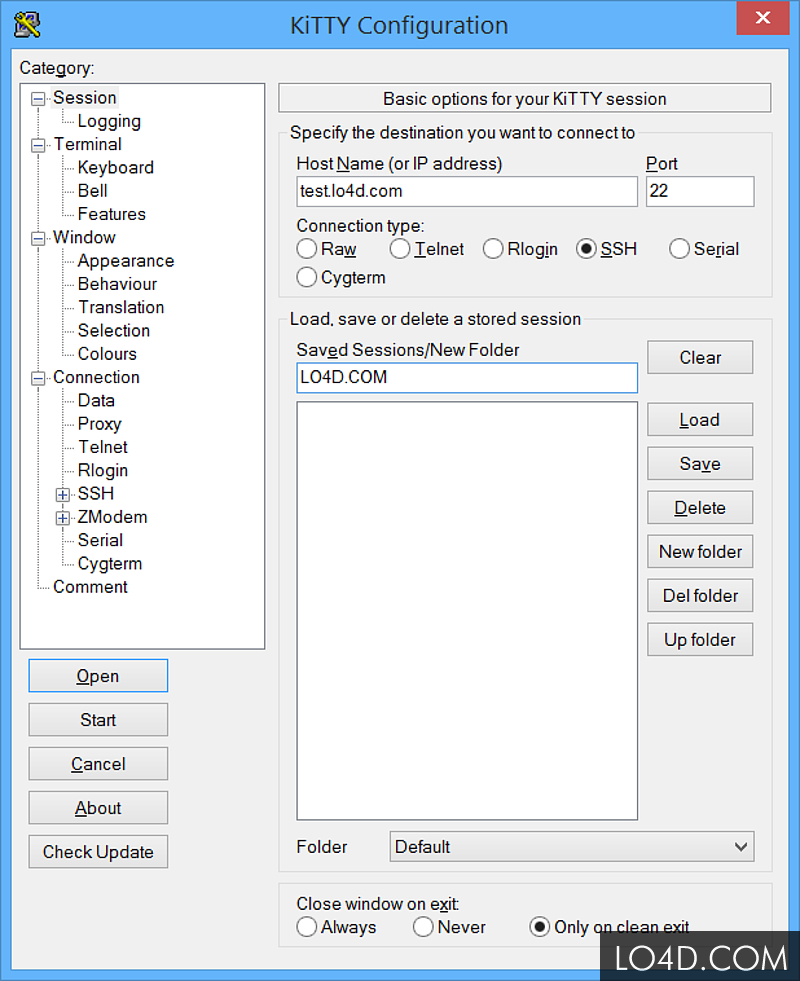 KiTTY Configuration
Category:
Session
Logging
Terminal
Keyboard
Bell
Features
Window
Appearance
Behaviour
Translation
Selection
Colours
Connection
Data
Proxy
Telnet
Rlogin
SSH
ZModem
Serial
Cygterm
Comment
Open
Start
Cancel
About
Check Update
Basic options for your KiTTY session
Specify the destination you want to connect to
Host Name (or IP address) Port
test.lo4d.com 22
Connection type:
Raw Telnet Rlogin SSH Serial
Cygterm
Load, save or delete a stored session
Saved Sessions/New Folder
LO4D.COM
Clear
Load
Save
Delete
New folder
Del folder
Up folder
Folder Default
Close window on exit:
Always Never Only on clean exit
LO4D.COM